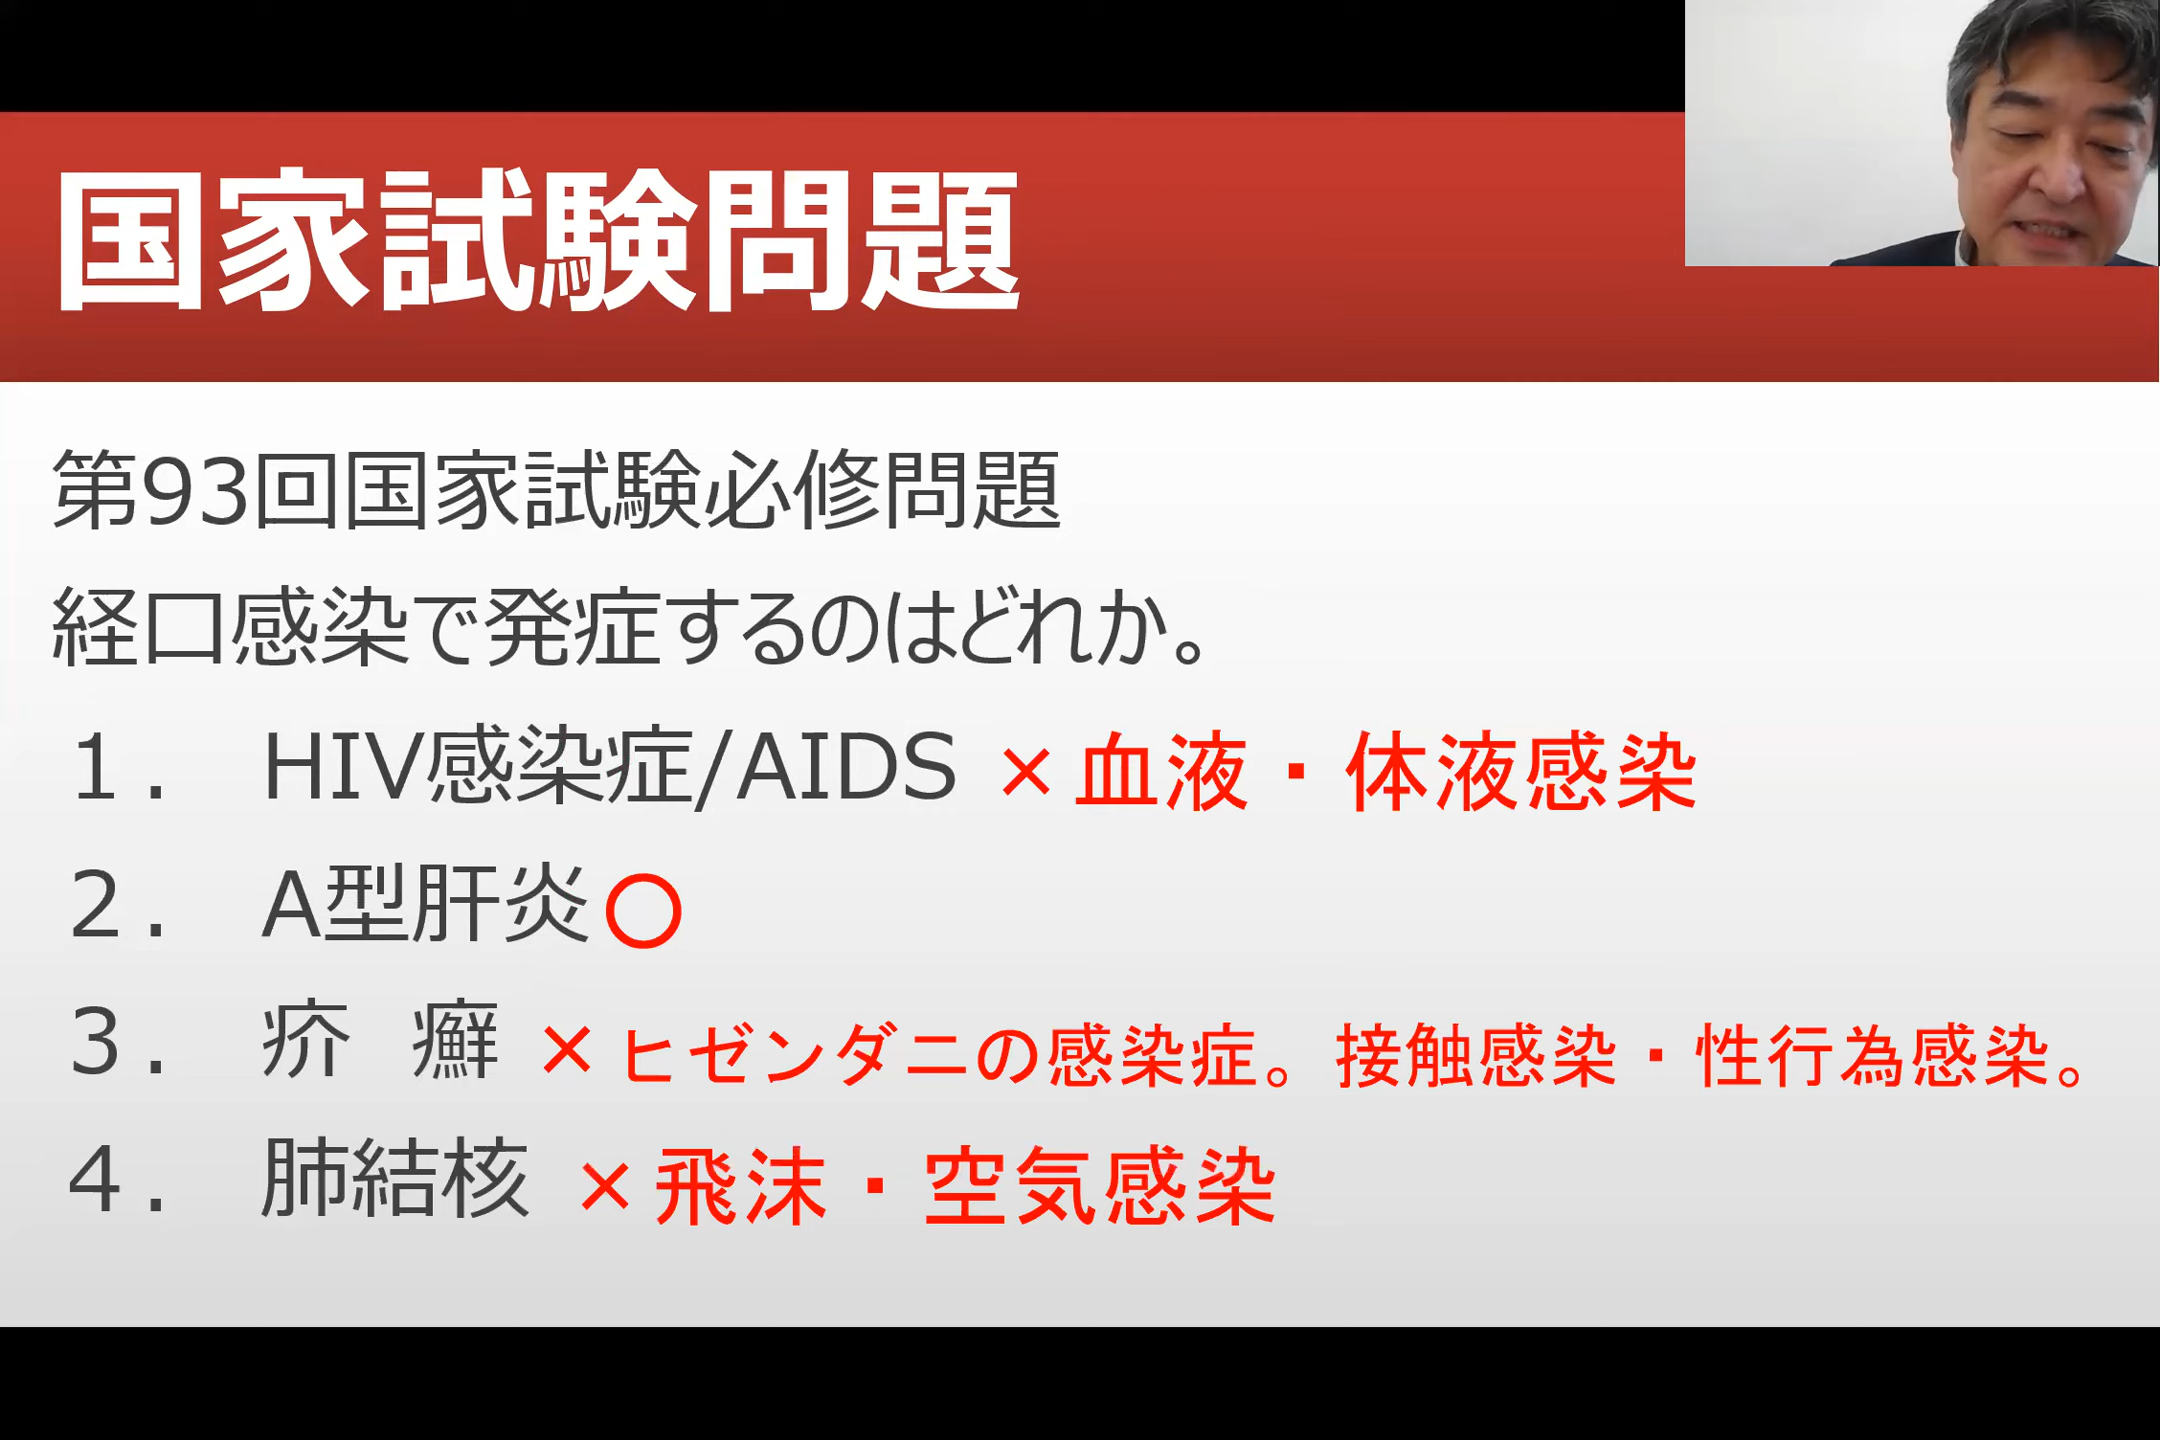 国家試験問題
第93回国家試験必修問題
経口感染で発症するのはどれか。
１． HIV感染症/AIDS ×血液・体液感染
２． A型肝炎○
３． 疥 癬 ×ヒゼンダニの感染症。接触感染・性行為感染。
４． 肺結核 ×飛沫・空気感染